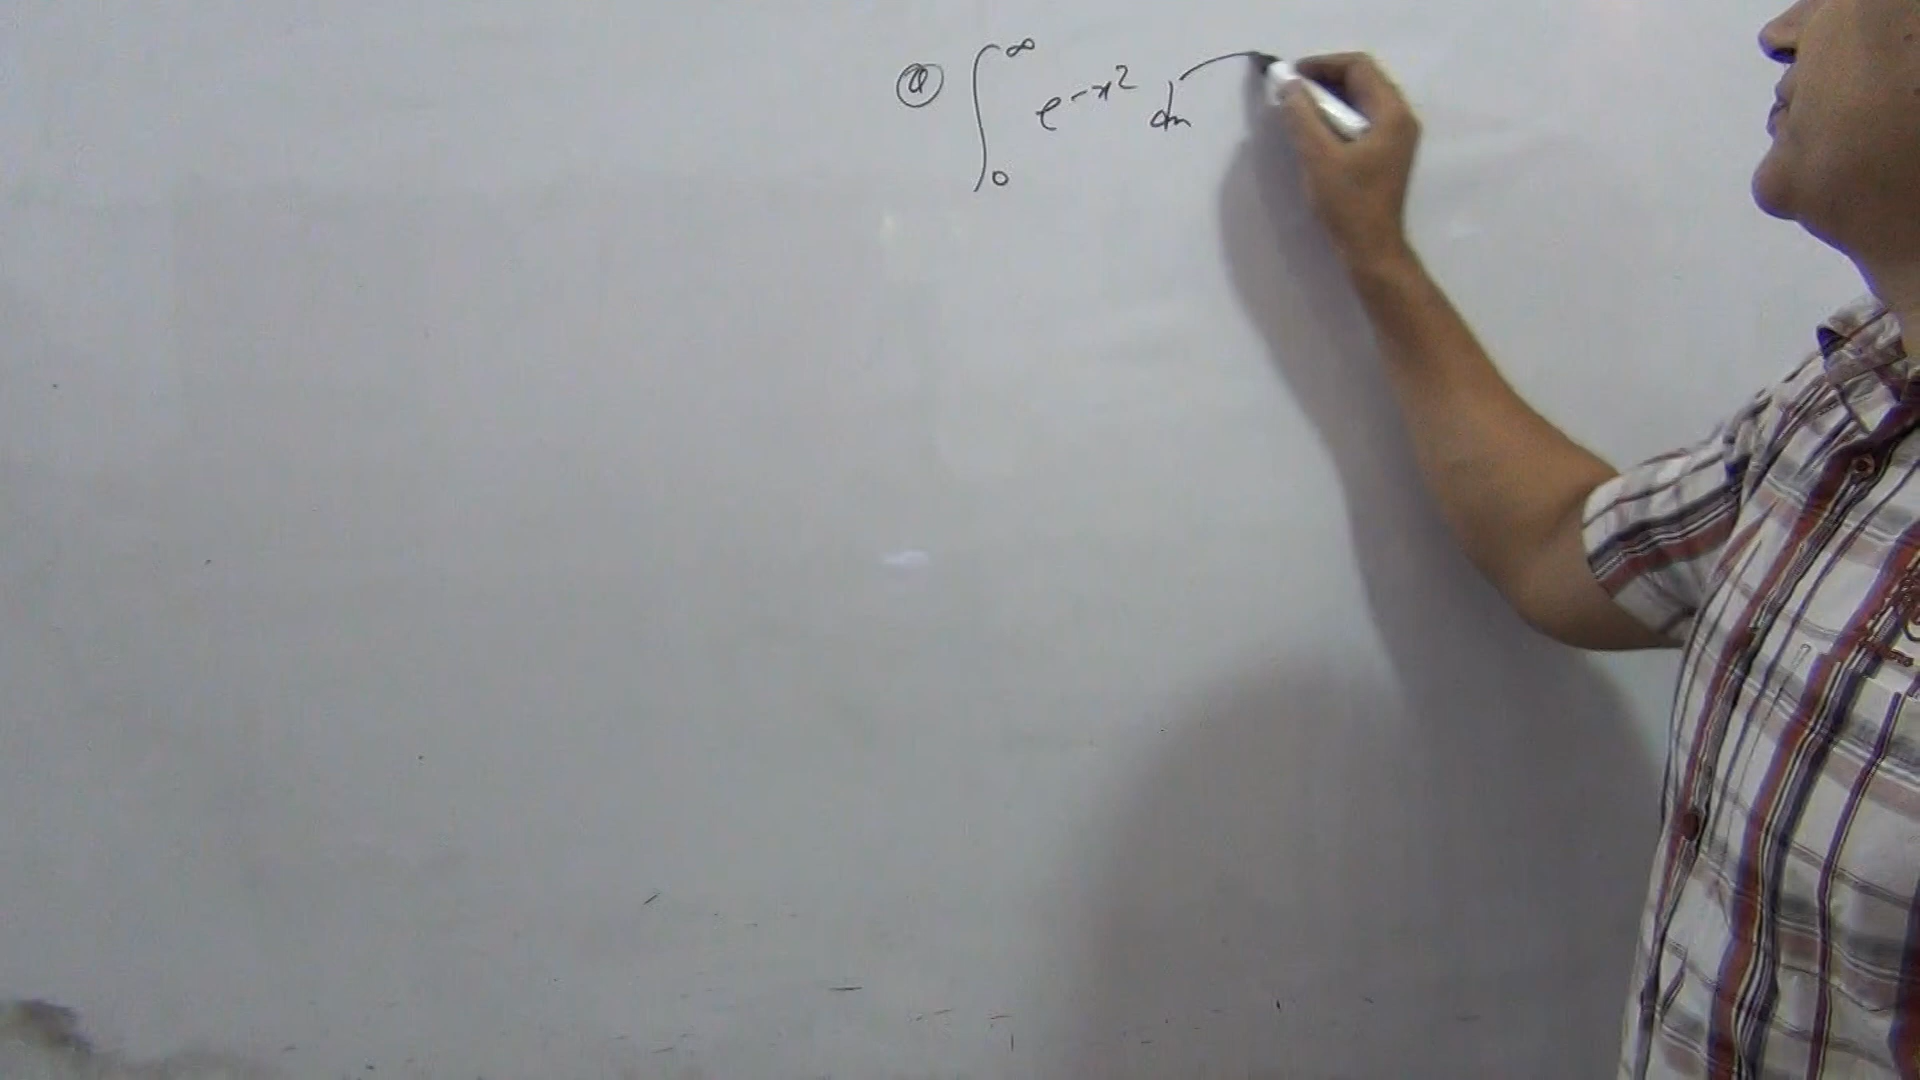 Q ∫₀^∞ e^{-x²} dx